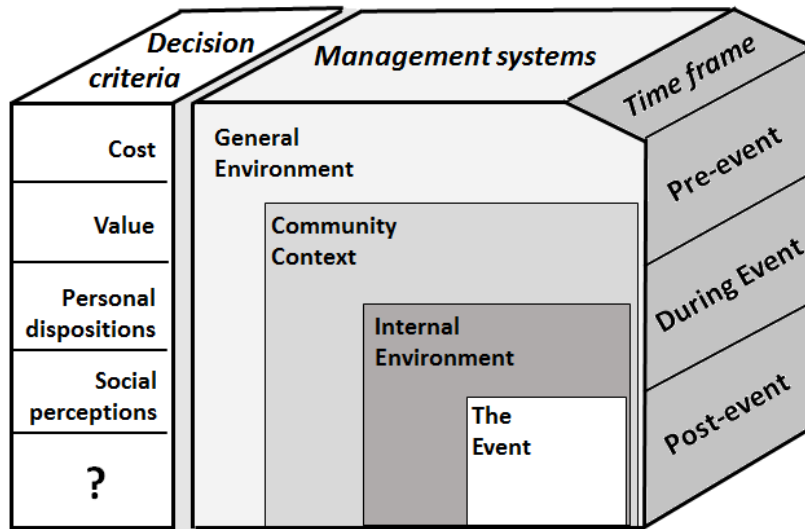 Decision
criteria
Management systems
Time frame
Cost
Value
Personal
dispositions
Social
perceptions
?
General
Environment
Community
Context
Internal
Environment
The
Event
Pre-event
During Event
Post-event